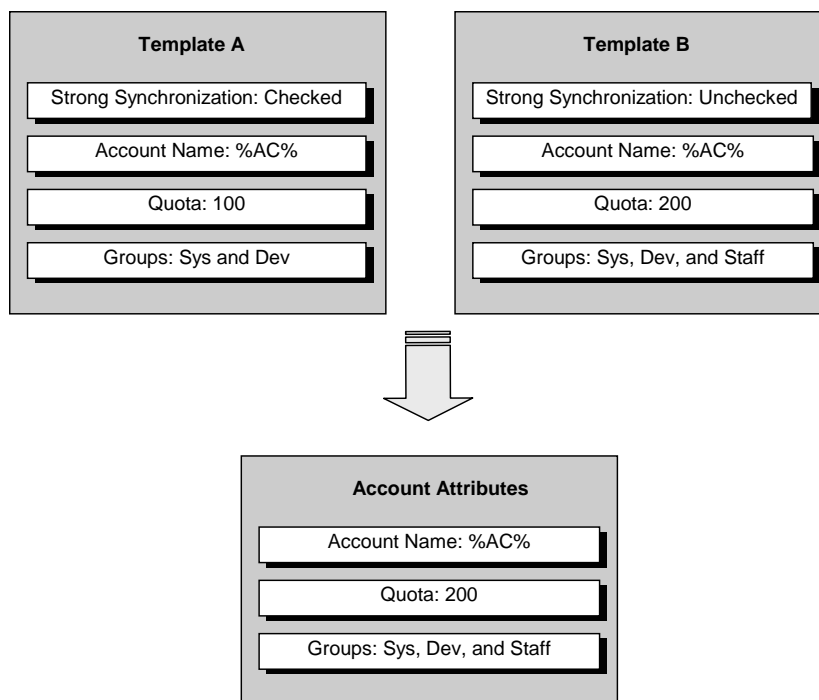 Template A
Strong Synchronization: Checked
Account Name: %AC%
Quota: 100
Groups: Sys and Dev
Template B
Strong Synchronization: Unchecked
Account Name: %AC%
Quota: 200
Groups: Sys, Dev, and Staff
Account Attributes
Account Name: %AC%
Quota: 200
Groups: Sys, Dev, and Staff